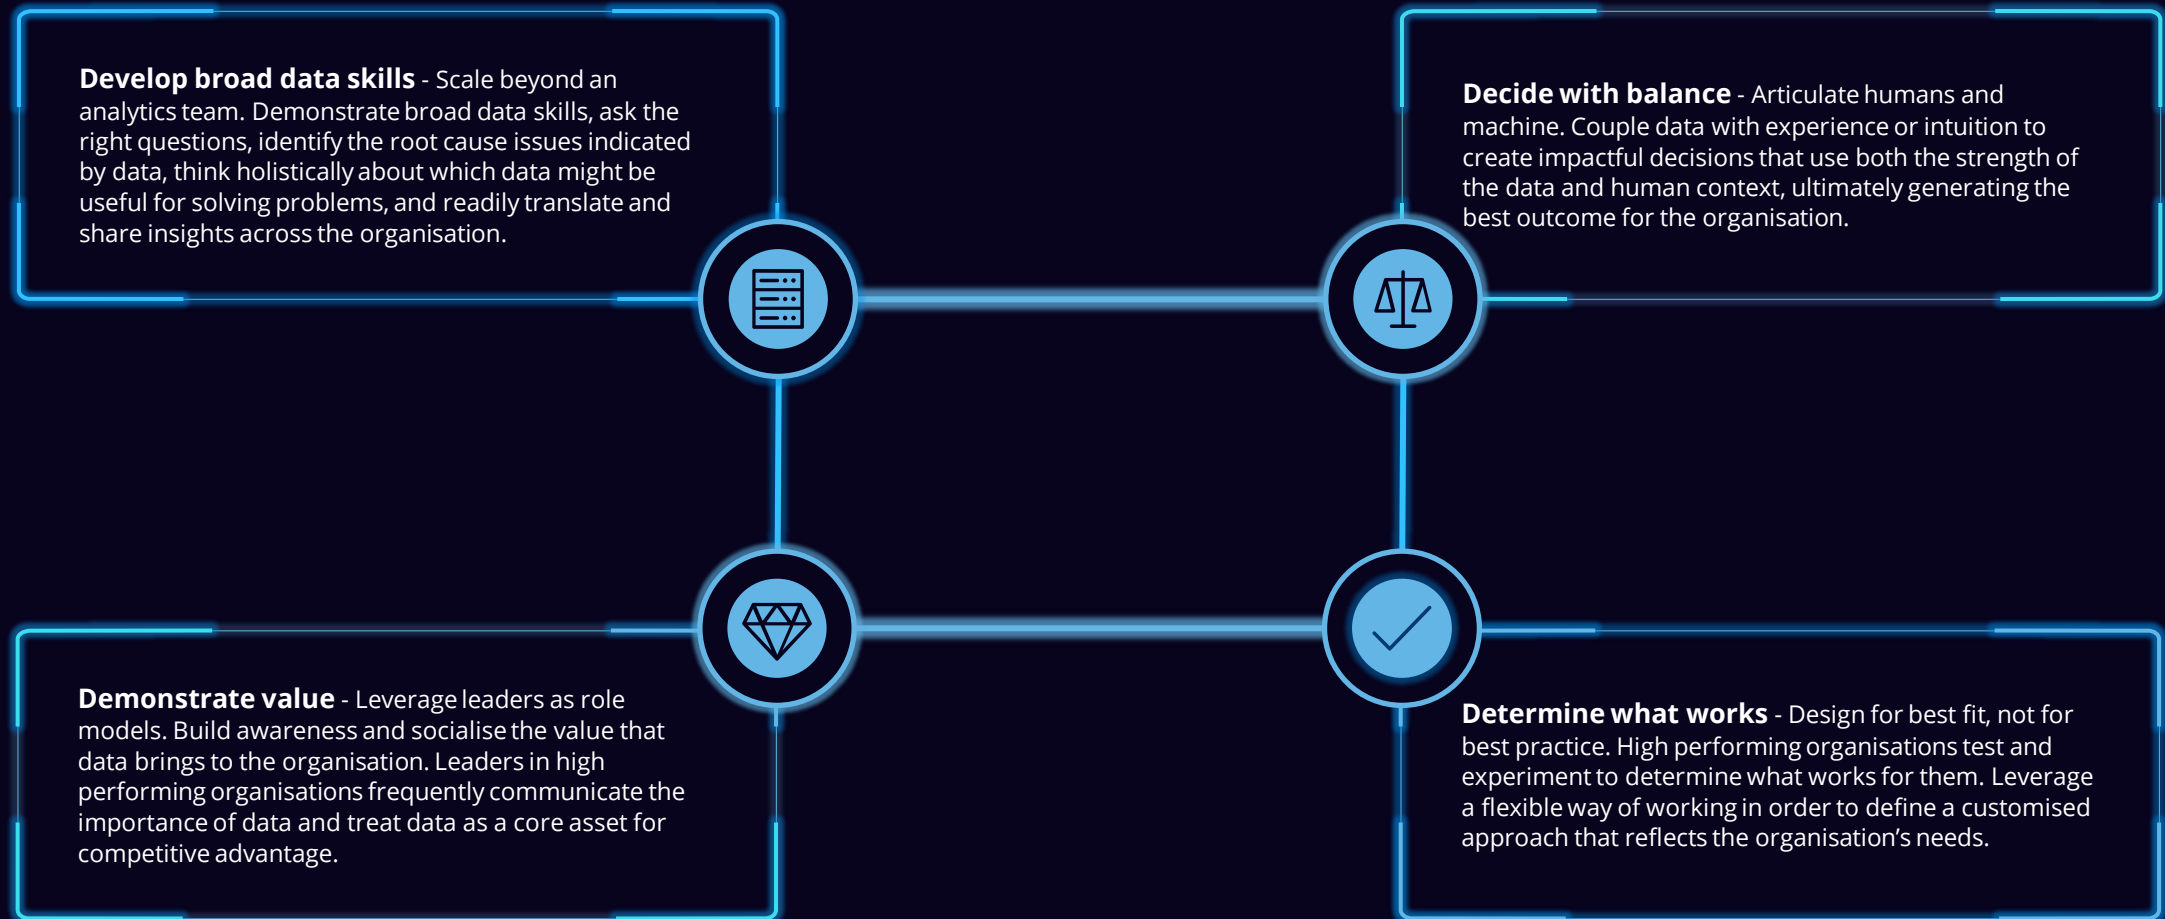 Develop broad data skills - Scale beyond an
analytics team. Demonstrate broad data skills, ask the
right questions, identify the root cause issues indicated
by data, think holistically about which data might be
useful for solving problems, and readily translate and
share insights across the organisation.
Decide with balance - Articulate humans and
machine. Couple data with experience or intuition to
create impactful decisions that use both the strength of
the data and human context, ultimately generating the
best outcome for the organisation.
Demonstrate value - Leverage leaders as role
models. Build awareness and socialise the value that
data brings to the organisation. Leaders in high
performing organisations frequently communicate the
importance of data and treat data as a core asset for
competitive advantage.
Determine what works - Design for best fit, not for
best practice. High performing organisations test and
experiment to determine what works for them. Leverage
a flexible way of working in order to define a customised
approach that reflects the organisation’s needs.